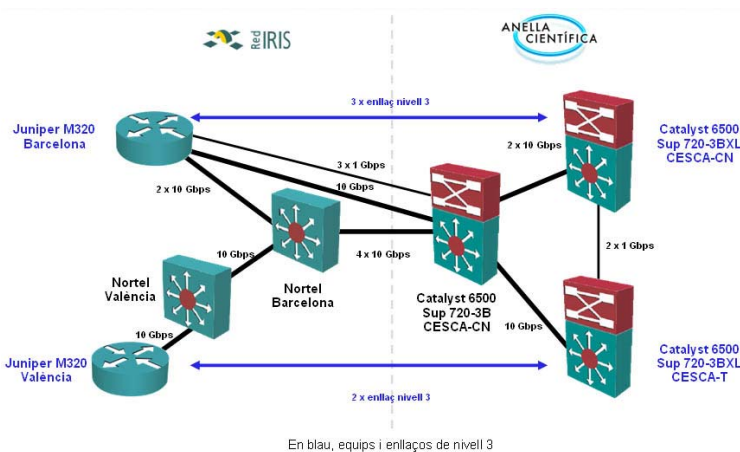 Red
IRIS
ANELLA
CIENTÍFICA
3 x enllaç nivell 3
Juniper M320
Barcelona
Catalyst 6500
Sup 720-3BXL
CESCA-CN
3 x 1 Gbps
10 Gbps
2 x 10 Gbps
2 x 10 Gbps
10 Gbps
4 x 10 Gbps
2 x 1 Gbps
Nortel
València
Nortel
Barcelona
Catalyst 6500
Sup 720-3B
CESCA-CN
10 Gbps
10 Gbps
Juniper M320
València
Catalyst 6500
Sup 720-3BXL
CESCA-T
2 x enllaç nivell 3
En blau, equips i enllaços de nivell 3